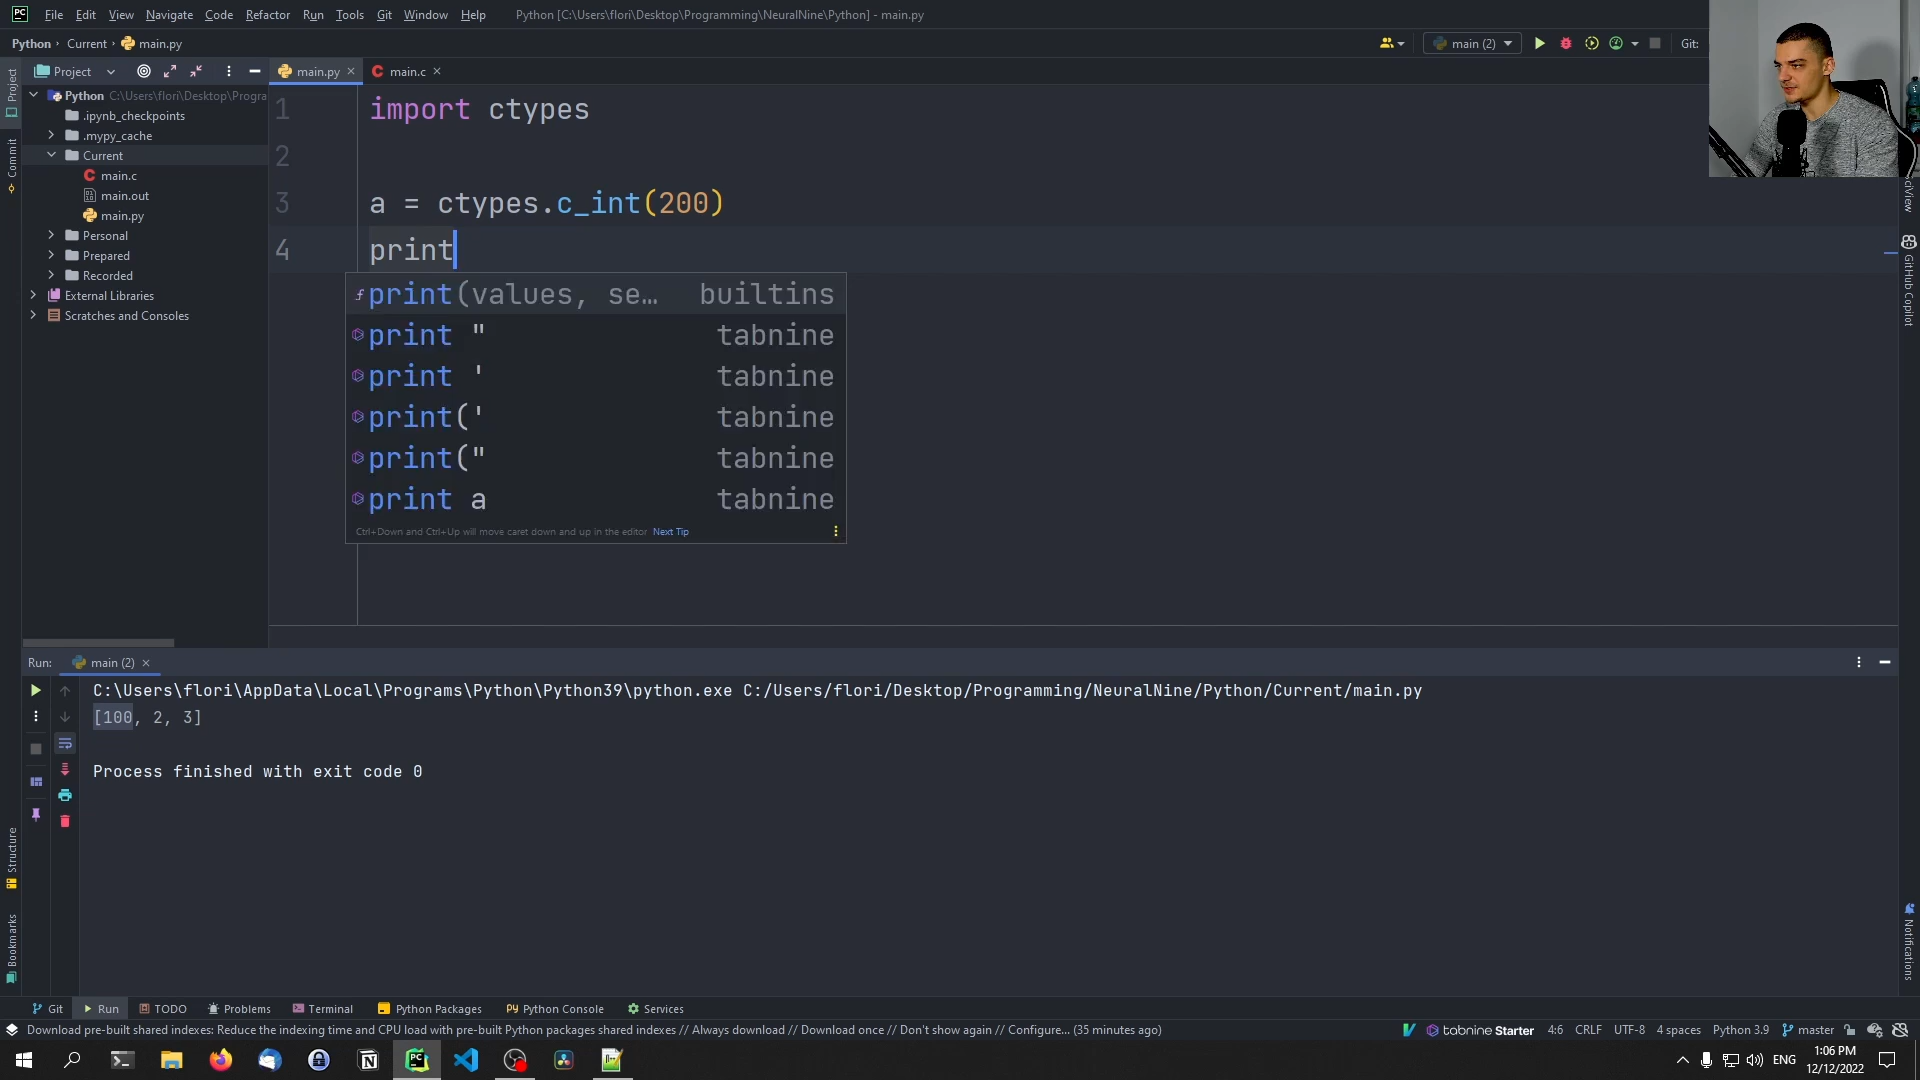 PC File Edit View Navigate Code Refactor Run Tools Git Window Help Python [C:\Users\flori\Desktop\Programming\NeuralNine\Python] - main.py
Python Current main.py main (2) Git:
Project main.py main.c
Project
Commit
Python C:\Users\flori\Desktop\Progra
.ipynb_checkpoints
.mypy_cache
Current
main.c
main.out
main.py
Personal
Prepared
Recorded
External Libraries
Scratches and Consoles
1 import ctypes
2
3 a = ctypes.c_int(200)
4 print
print(values, se… builtins
print " tabnine
print ' tabnine
print(' tabnine
print(" tabnine
print a tabnine
Ctrl+Down and Ctrl+Up will move caret down and up in the editor Next Tip
SciView
GitHub Copilot
Notifications
Run: main (2)
C:\Users\flori\AppData\Local\Programs\Python\Python39\python.exe C:/Users/flori/Desktop/Programming/NeuralNine/Python/Current/main.py
[100, 2, 3]
Process finished with exit code 0
Structure
Bookmarks
Git Run TODO Problems Terminal Python Packages Python Console Services
Download pre-built shared indexes: Reduce the indexing time and CPU load with pre-built Python packages shared indexes // Always download // Download once // Don't show again // Configure... (35 minutes ago) tabnine Starter 4:6 CRLF UTF-8 4 spaces Python 3.9 master
ENG 1:06 PM
12/12/2022